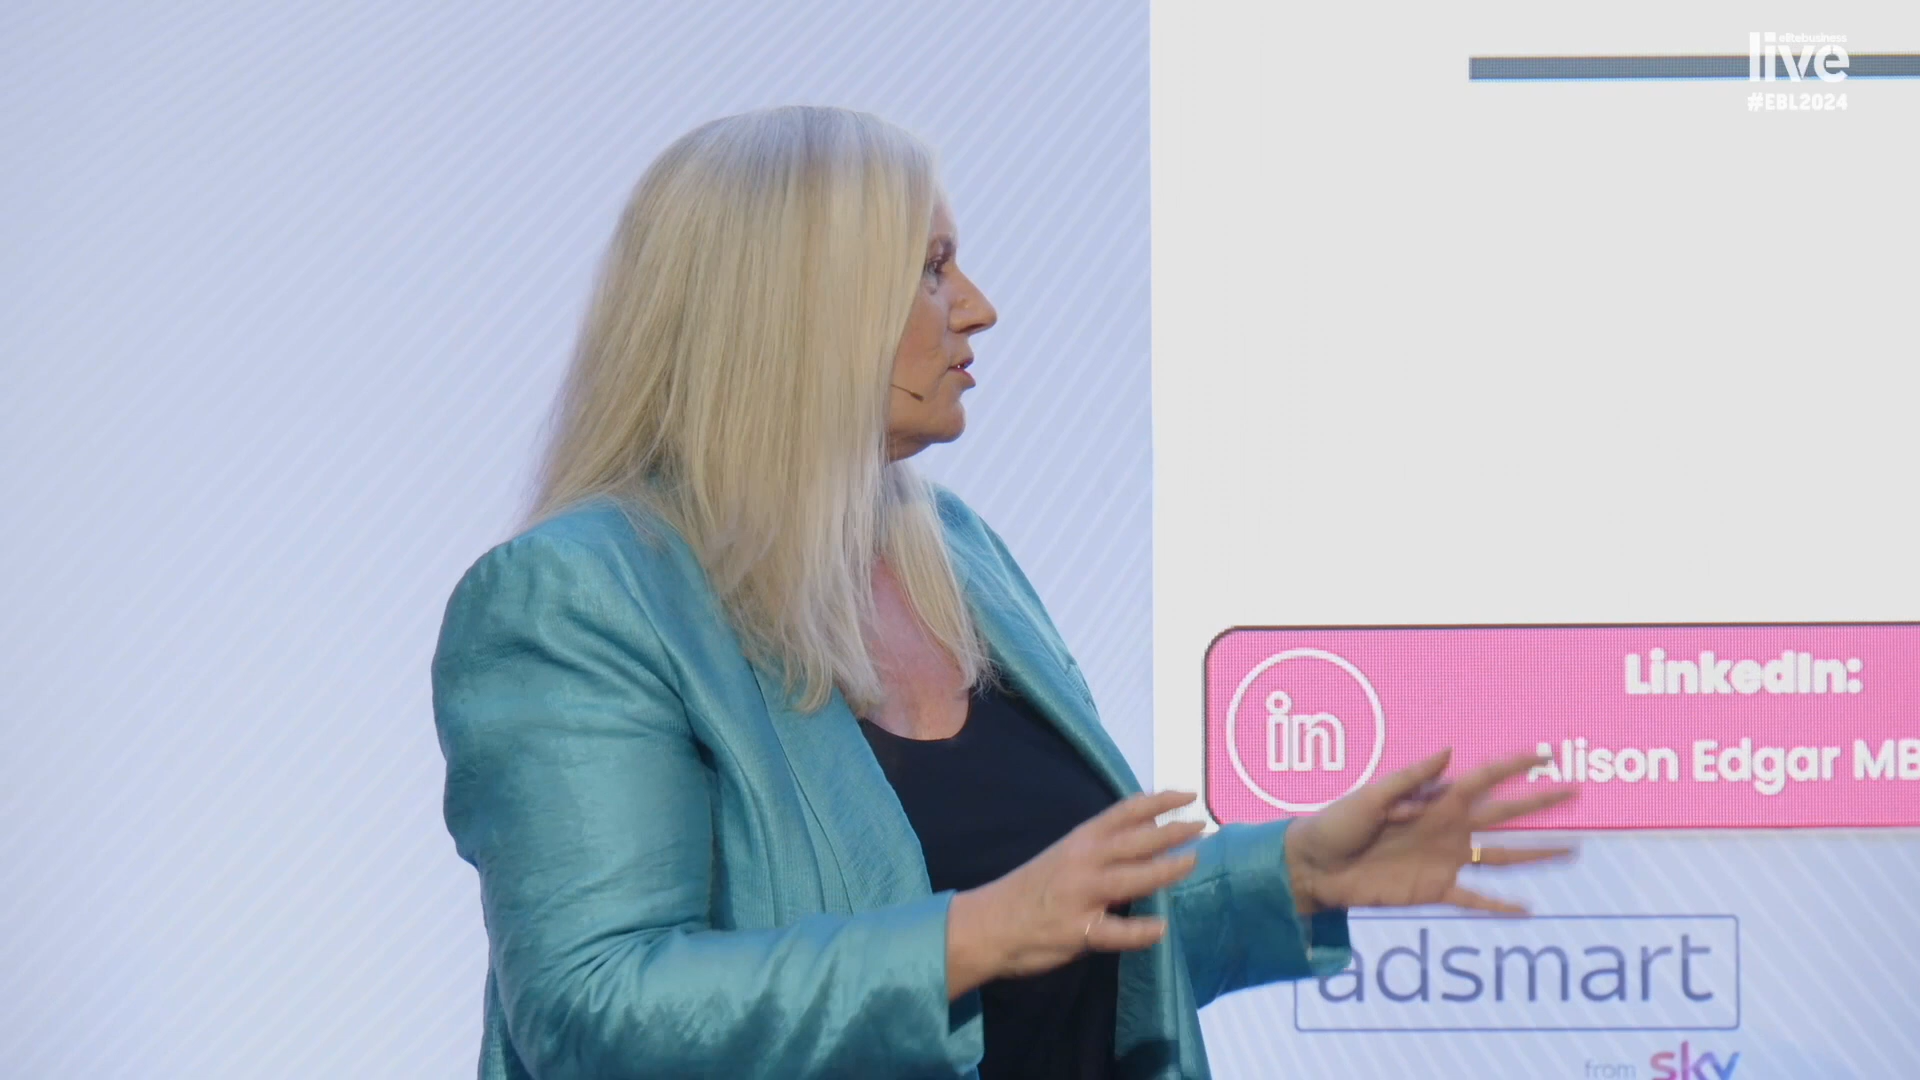 elitebusiness
live
#EBL2024
in
LinkedIn:
Alison Edgar MB
adsmart
from sky